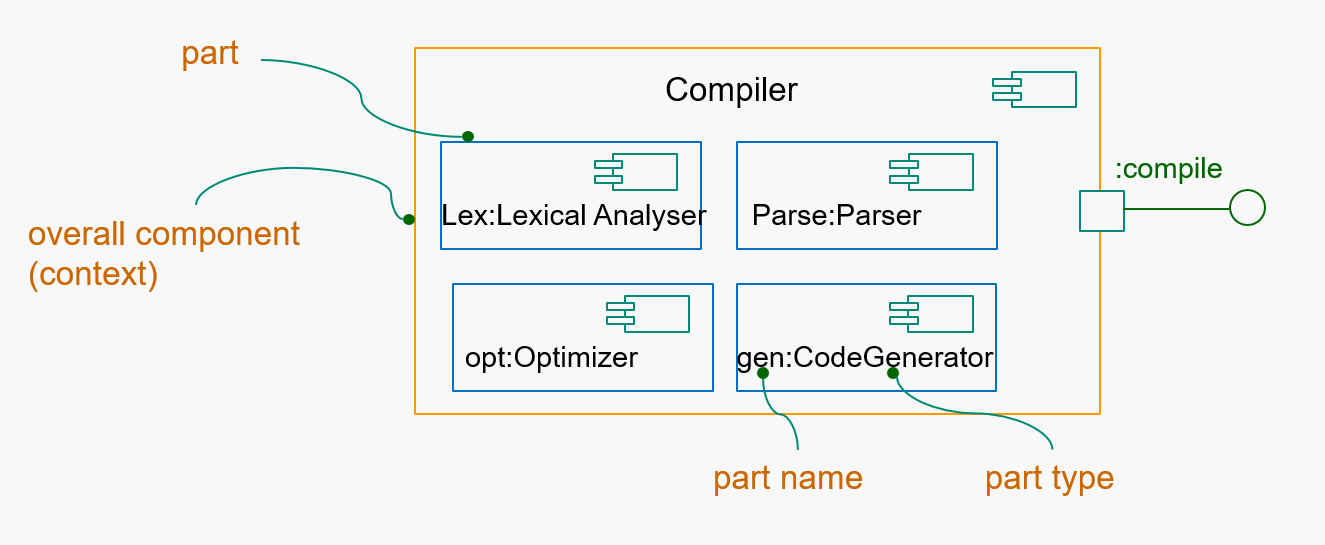 part
Compiler
:compile
Lex:Lexical Analyser
Parse:Parser
overall component
(context)
opt:Optimizer
gen:CodeGenerator
part name
part type